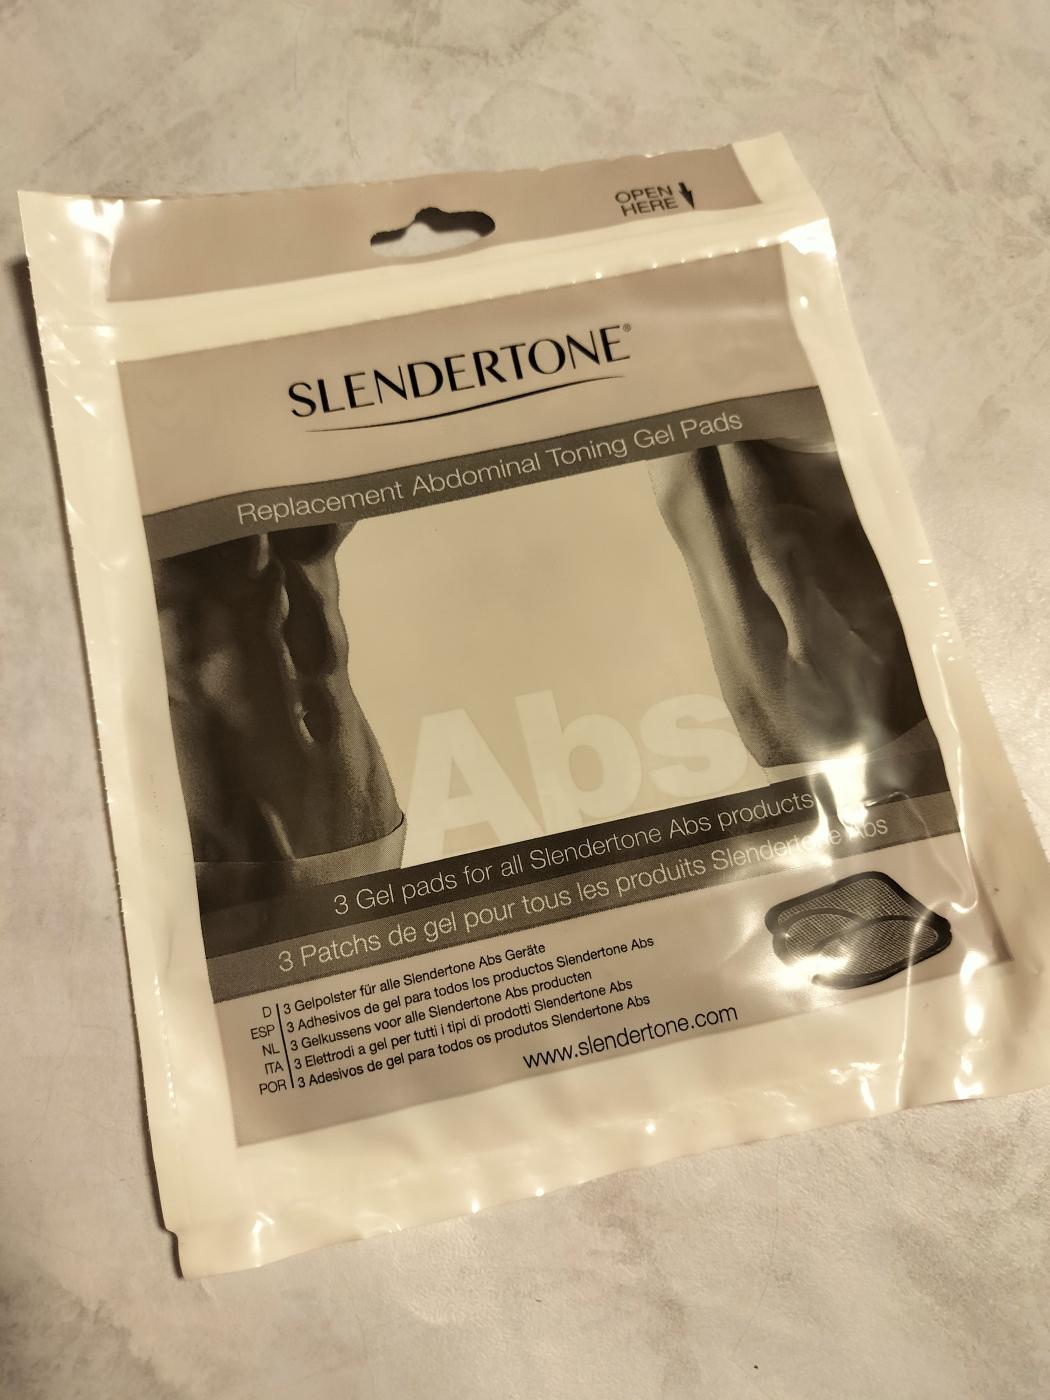 OPEN
HERE
SLENDERTONE®
Replacement Abdominal Toning Gel Pads
Abs
3 Gel pads for all Slendertone Abs products
3 Patchs de gel pour tous les produits Slendertone Abs
D 3 Gelpolster für alle Slendertone Abs Geräte
ESP 3 Adhesivos de gel para todos los productos Slendertone Abs
NL 3 Gelkussens voor alle Slendertone Abs producten
ITA 3 Elettrodi a gel per tutti i tipi di prodotti Slendertone Abs
POR 3 Adesivos de gel para todos os produtos Slendertone Abs
www.slendertone.com